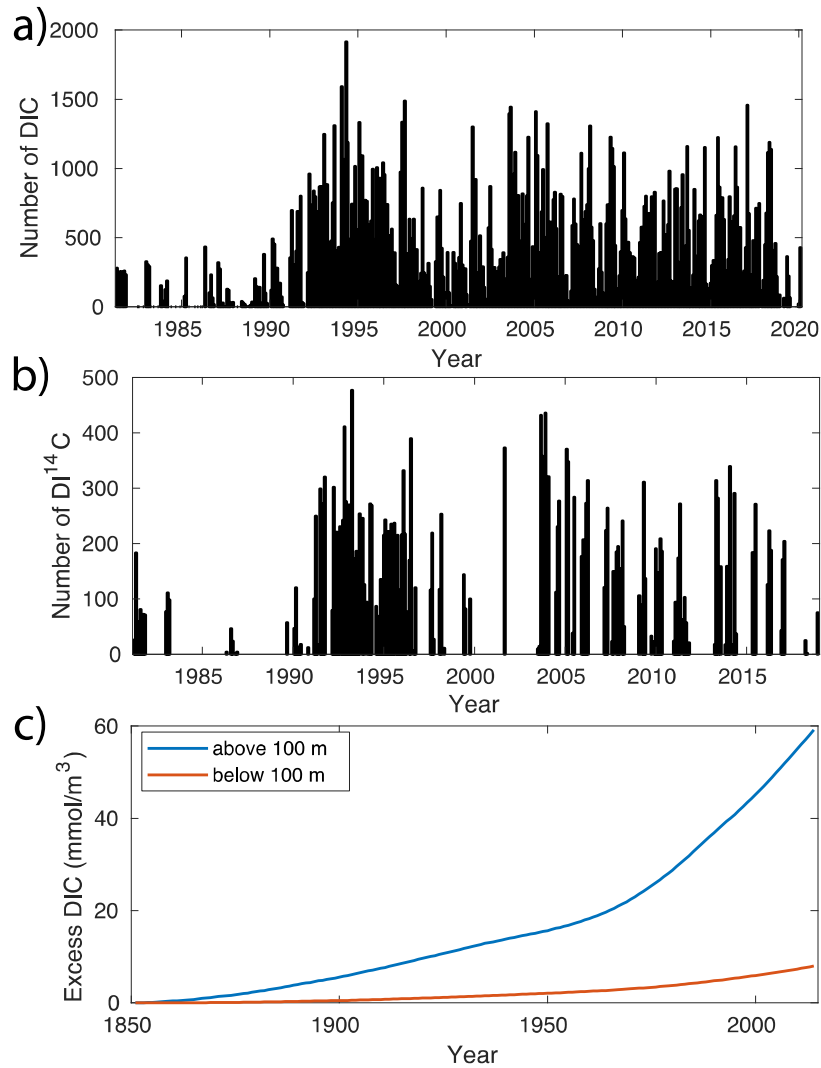 a)
2000
1500
1000
500
0
Number of DIC
1985 1990 1995 2000 2005 2010 2015 2020
Year
b)
500
400
300
200
100
0
Number of DI¹⁴C
1985 1990 1995 2000 2005 2010 2015
Year
c)
60
40
20
0
Excess DIC (mmol/m³)
above 100 m
below 100 m
1850 1900 1950 2000
Year